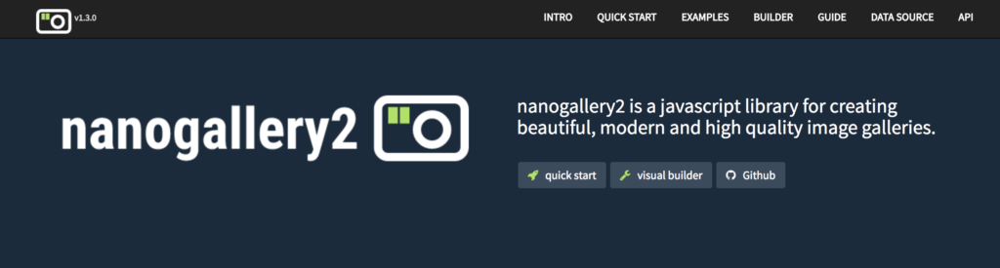 v1.3.0 INTRO QUICK START EXAMPLES BUILDER GUIDE DATA SOURCE API
nanogallery2
nanogallery2 is a javascript library for creating
beautiful, modern and high quality image galleries.
quick start visual builder Github